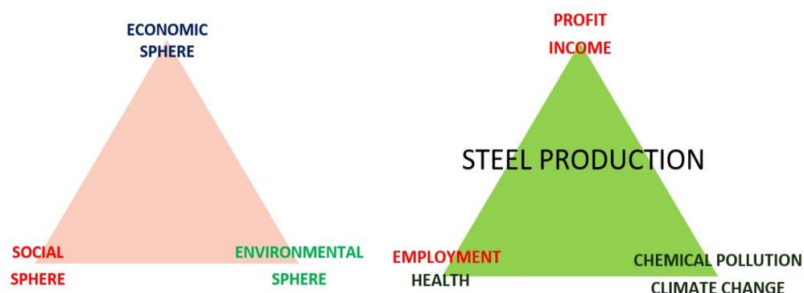 ECONOMIC
SPHERE
SOCIAL
SPHERE
ENVIRONMENTAL
SPHERE
PROFIT
INCOME
STEEL PRODUCTION
EMPLOYMENT
HEALTH
CHEMICAL POLLUTION
CLIMATE CHANGE